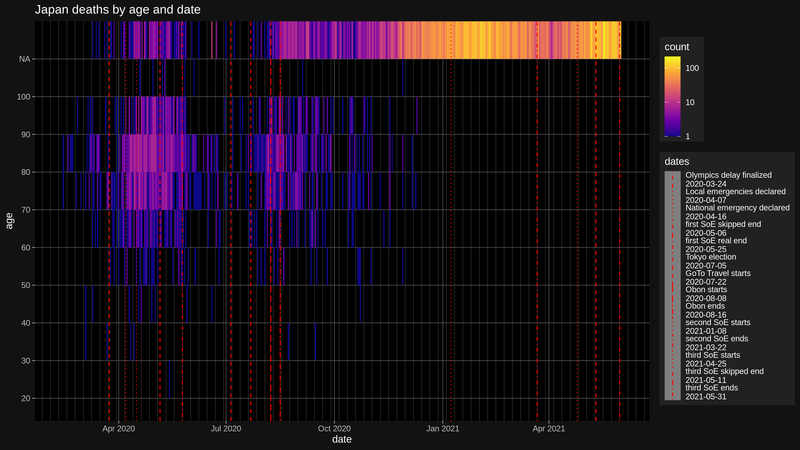 Japan deaths by age and date
NA
100
90
80
70
60
50
40
30
20
age
Apr 2020
Jul 2020
Oct 2020
Jan 2021
Apr 2021
date
count
100
10
1
dates
Olympics delay finalized
2020-03-24
Local emergencies declared
2020-04-07
National emergency declared
2020-04-16
first SoE skipped end
2020-05-06
first SoE real end
2020-05-25
Tokyo election
2020-07-05
GoTo Travel starts
2020-07-22
Obon starts
2020-08-08
Obon ends
2020-08-16
second SoE starts
2021-01-08
second SoE ends
2021-03-22
third SoE starts
2021-04-25
third SoE skipped end
2021-05-11
third SoE ends
2021-05-31